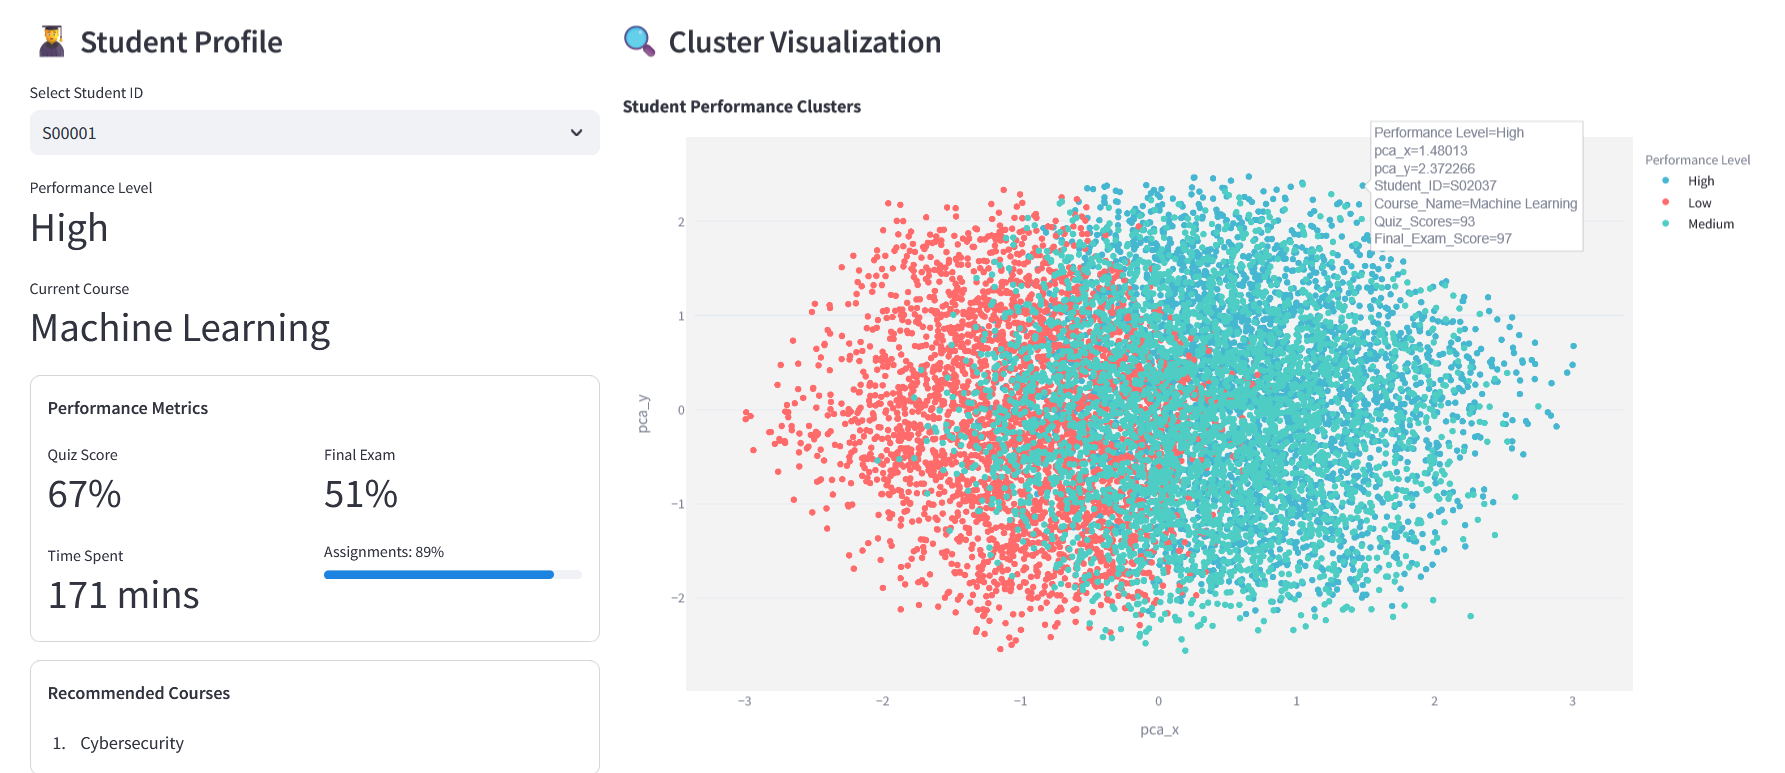 Student Profile
Select Student ID
S00001
Performance Level
High
Current Course
Machine Learning
Performance Metrics
Quiz Score
67%
Final Exam
51%
Time Spent
171 mins
Assignments: 89%
Recommended Courses
1. Cybersecurity
Cluster Visualization
Student Performance Clusters
Performance Level=High
pca_x=1.48013
pca_y=2.372266
Student_ID=S02037
Course_Name=Machine Learning
Quiz_Scores=93
Final_Exam_Score=97
Performance Level
High
Low
Medium
pca_y
2
1
0
−1
−2
−3 −2 −1 0 1 2 3
pca_x